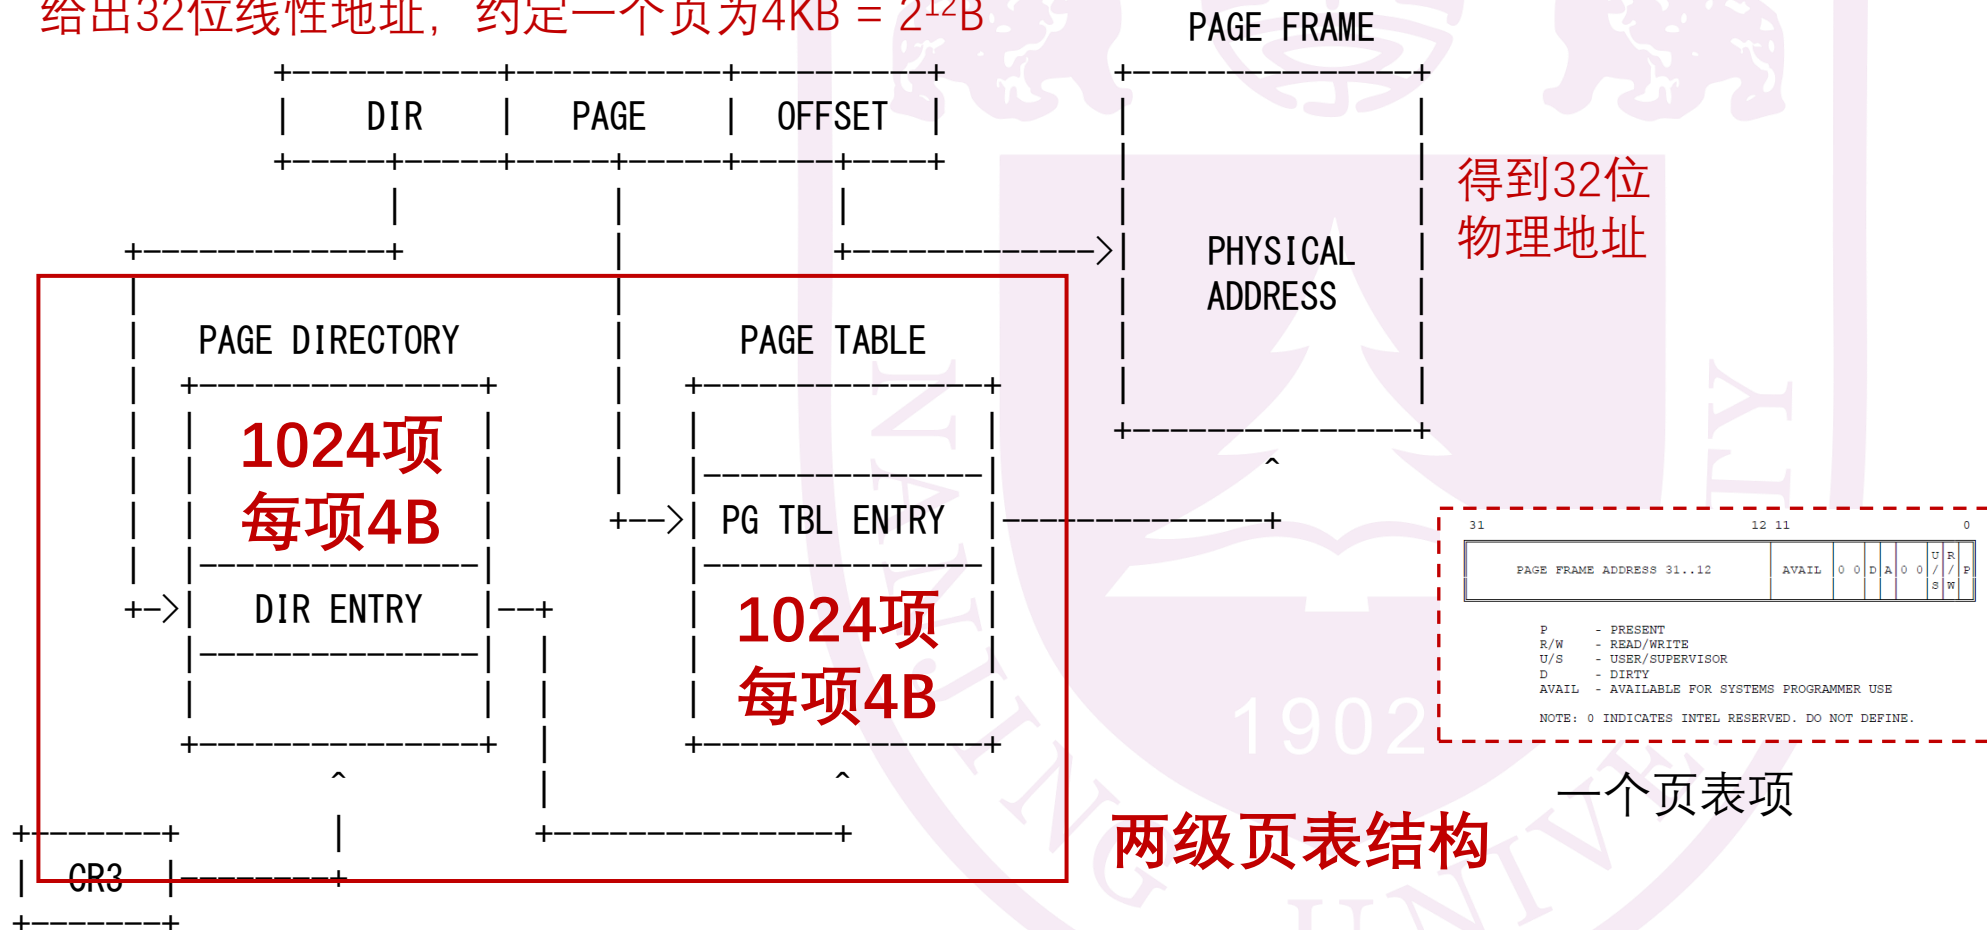 给出32位线性地址，约定一个页为4KB = 2¹²B
PAGE FRAME
DIR
PAGE
OFFSET
得到32位
物理地址
PHYSICAL
ADDRESS
PAGE DIRECTORY
PAGE TABLE
1024项
每项4B
DIR ENTRY
PG TBL ENTRY
1024项
每项4B
CR3
两级页表结构
31 12 11 0
PAGE FRAME ADDRESS 31..12 AVAIL 0 0 D A 0 0 U/S R/W P
P - PRESENT
R/W - READ/WRITE
U/S - USER/SUPERVISOR
D - DIRTY
AVAIL - AVAILABLE FOR SYSTEMS PROGRAMMER USE
NOTE: 0 INDICATES INTEL RESERVED. DO NOT DEFINE.
一个页表项
1902